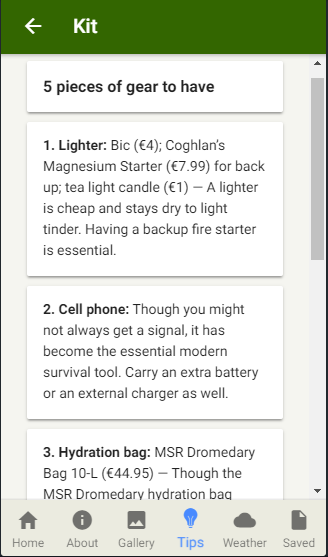 Kit
5 pieces of gear to have
1. Lighter: Bic (€4); Coghlan's
Magnesium Starter (€7.99) for back
up; tea light candle (€1) — A lighter
is cheap and stays dry to light
tinder. Having a backup fire starter
is essential.
2. Cell phone: Though you might
not always get a signal, it has
become the essential modern
survival tool. Carry an extra battery
or an external charger as well.
3. Hydration bag: MSR Dromedary
Bag 10-L (€44.95) — Though the
MSR Dromedary hydration bag
Home About Gallery Tips Weather Saved